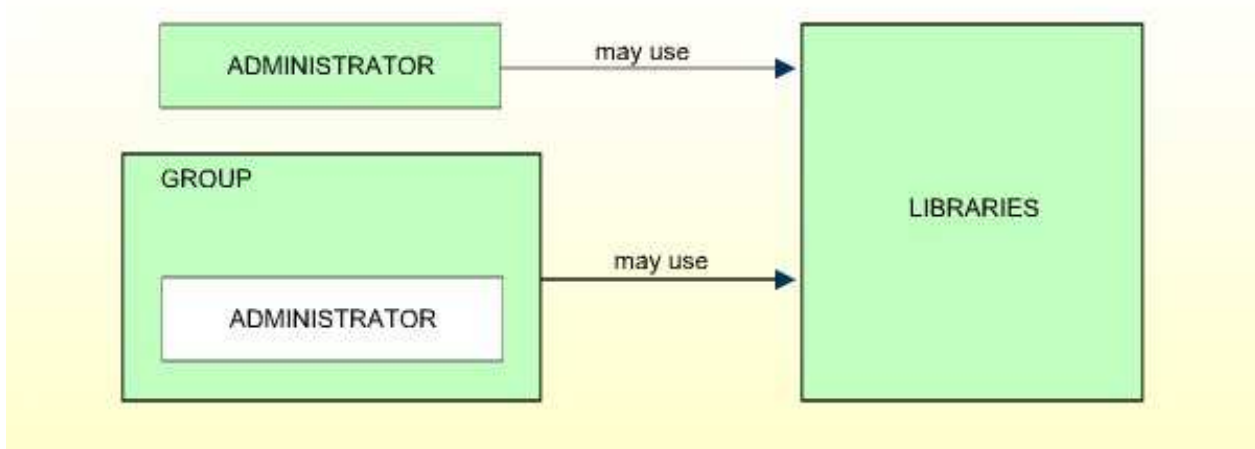 ADMINISTRATOR
may use
GROUP
LIBRARIES
may use
ADMINISTRATOR